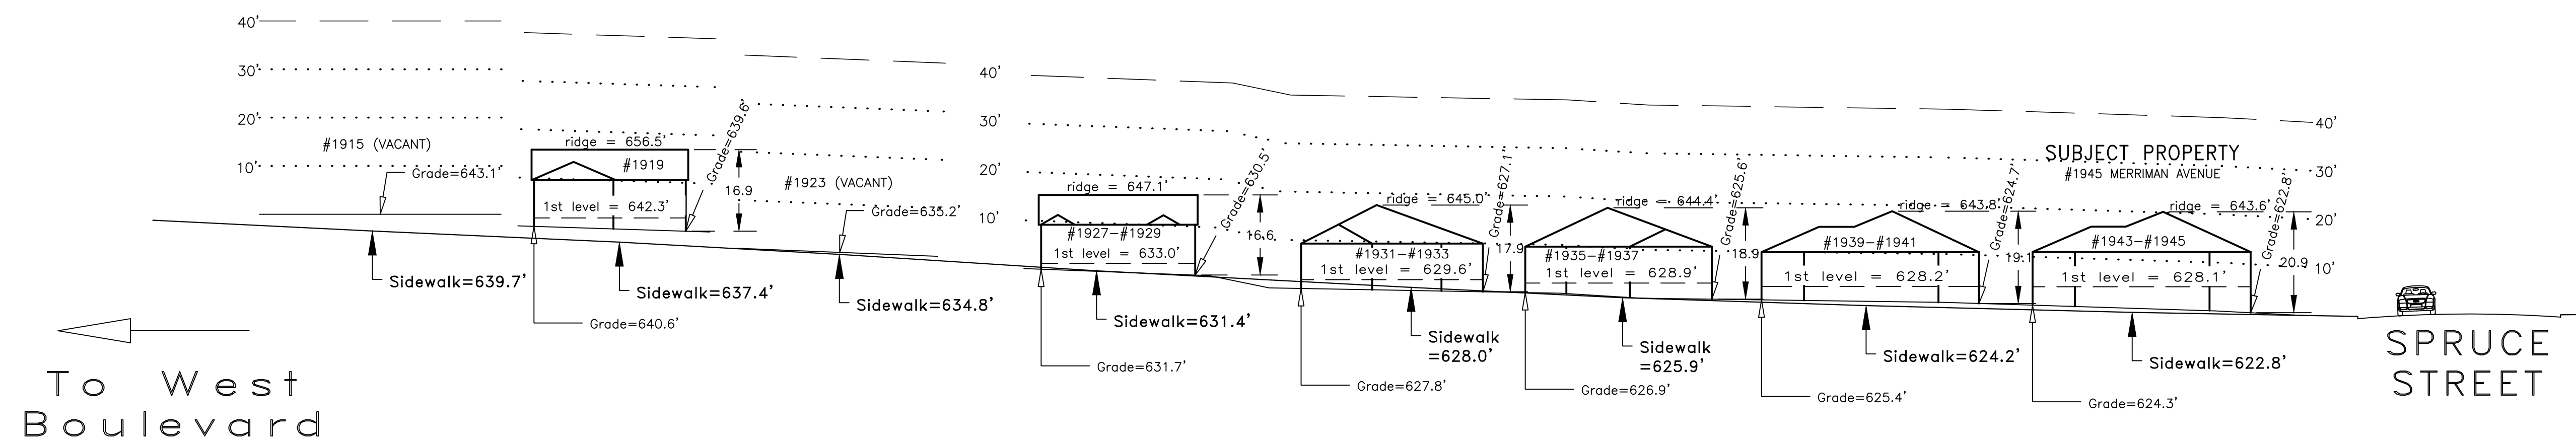 40'
30'
20'
10'
#1915 (VACANT)
Grade=643.1'
Sidewalk=639.7'
To West
Boulevard
ridge = 656.5'
#1919
1st level = 642.3'
Grade=639.6'
16.9
Sidewalk=637.4'
Grade=640.6'
#1923 (VACANT)
Grade=635.2'
Sidewalk=634.8'
40'
30'
20'
10'
ridge = 647.1'
#1927-#1929
1st level = 633.0'
Grade=630.5'
16.6
Sidewalk=631.4'
Grade=631.7'
ridge = 645.0'
#1931-#1933
1st level = 629.6'
Grade=627.1'
17.9
Sidewalk
=628.0'
Grade=627.8'
ridge = 644.4'
#1935-#1937
1st level = 628.9'
Grade=625.6'
18.9
Sidewalk
=625.9'
Grade=626.9'
ridge = 643.8'
#1939-#1941
1st level = 628.2'
Grade=624.7'
19.1
Sidewalk=624.2'
Grade=625.4'
SUBJECT PROPERTY
#1945 MERRIMAN AVENUE
ridge = 643.6'
#1943-#1945
1st level = 628.1'
Grade=622.8'
20.9
Sidewalk=622.8'
Grade=624.3'
40'
30'
20'
10'
SPRUCE
STREET